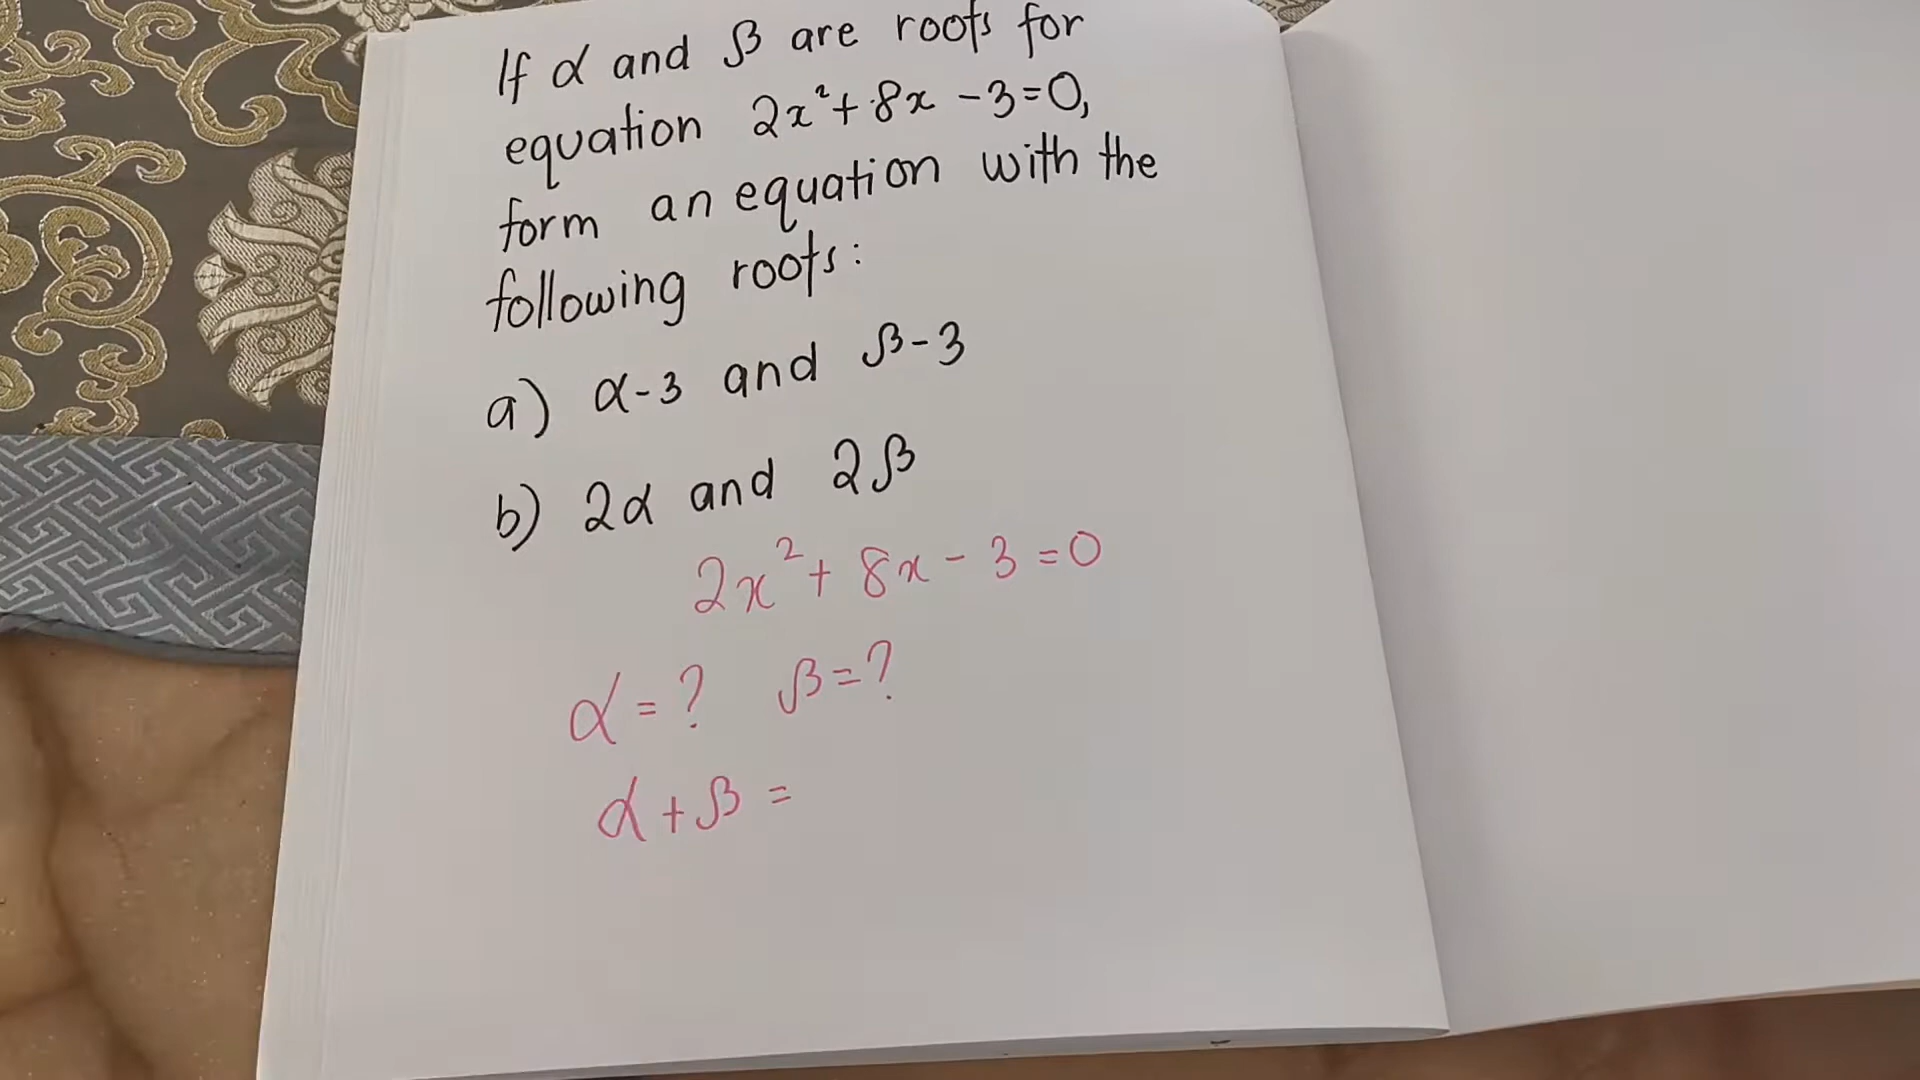 If α and β are roots for
equation 2x²+8x -3=0,
form an equation with the
following roots:
a) α-3 and β-3
b) 2α and 2β
2x²+ 8x - 3 =0
α = ? β = ?
α + β =